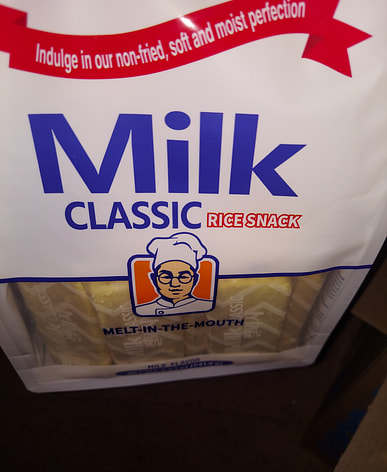 Indulge in our non-fried, soft and moist perfection
Milk
CLASSIC RICE SNACK
MELT-IN-THE-MOUTH
MILK FLAVOR